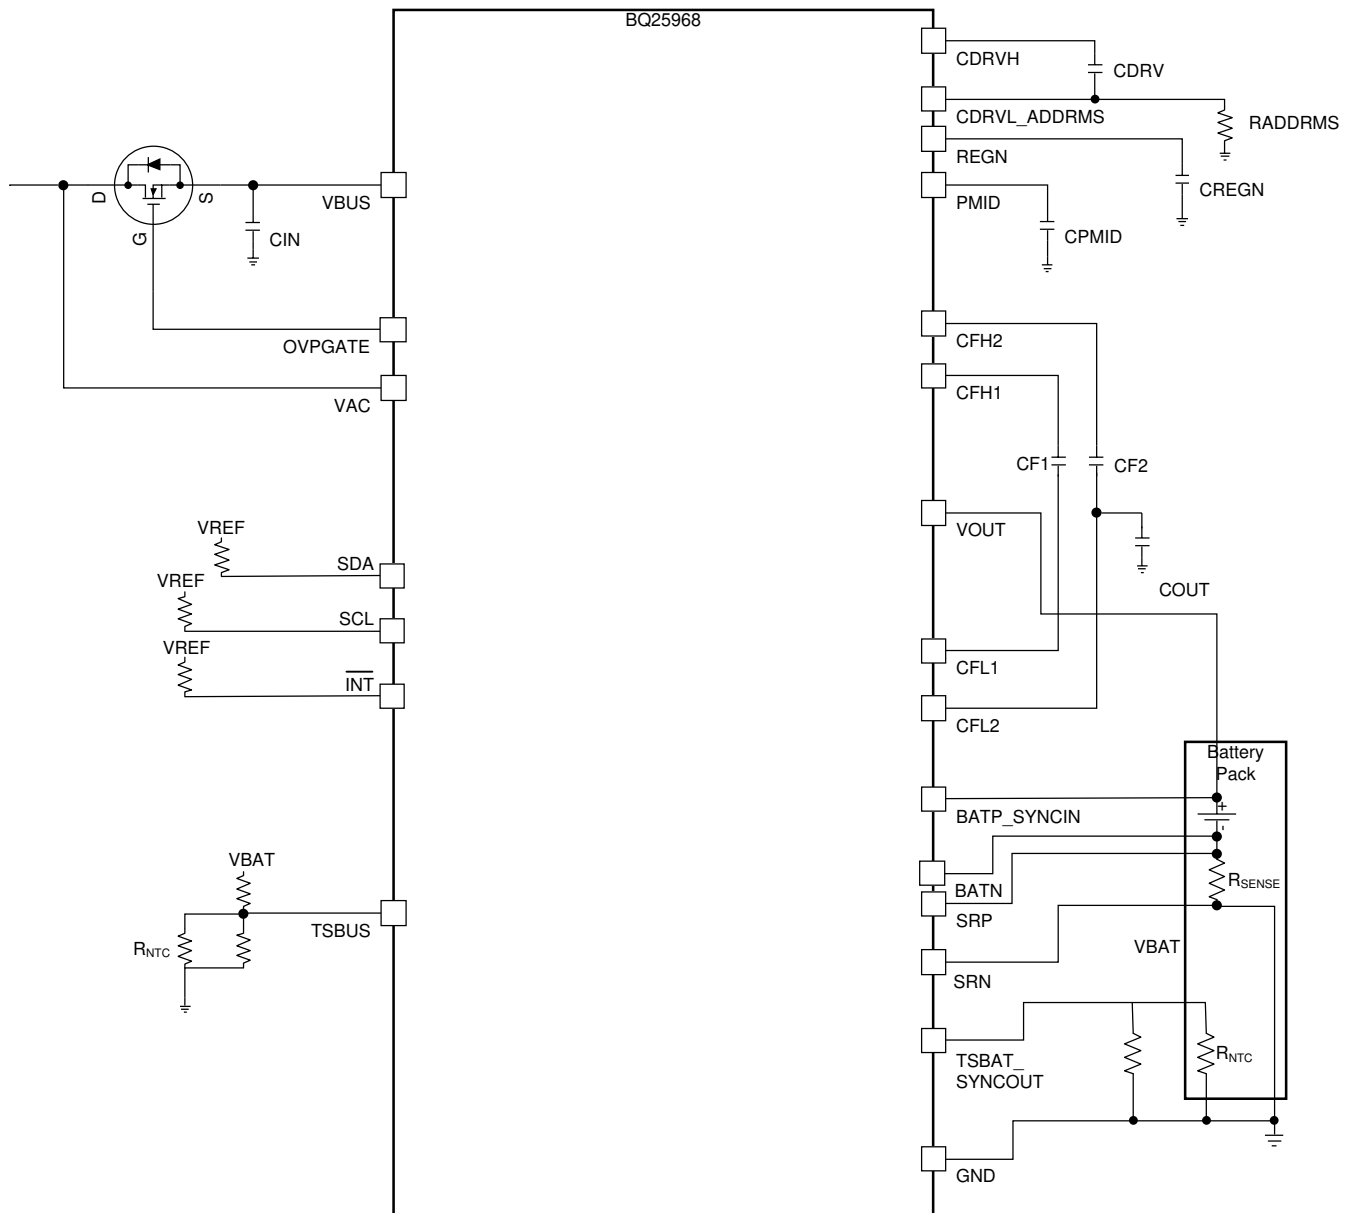 BQ25968
CDRVH
CDRV
CDRVL_ADDRMS
RADDRMS
REGN
CREGN
PMID
CPMID
D
S
G
VBUS
CIN
OVPGATE
VAC
CFH2
CFH1
CF1
CF2
VOUT
COUT
VREF
SDA
VREF
SCL
VREF
INT
CFL1
CFL2
Battery
Pack
BATP_SYNCIN
+
-
BATN
RSENSE
SRP
VBAT
SRN
VBAT
TSBUS
RNTC
TSBAT_
SYNCOUT
RNTC
GND